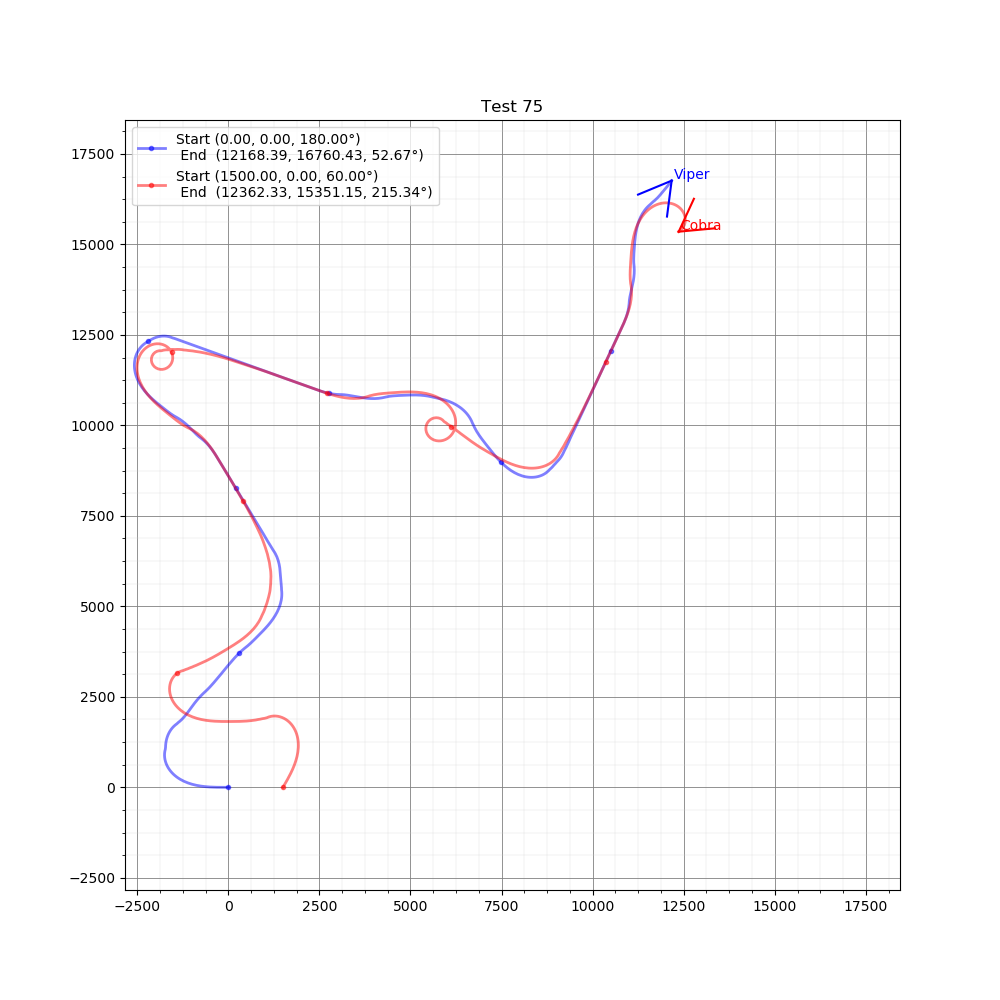 Test 75
Start (0.00, 0.00, 180.00°)
End (12168.39, 16760.43, 52.67°)
Start (1500.00, 0.00, 60.00°)
End (12362.33, 15351.15, 215.34°)
Viper
Cobra
17500
15000
12500
10000
7500
5000
2500
0
−2500
−2500 0 2500 5000 7500 10000 12500 15000 17500